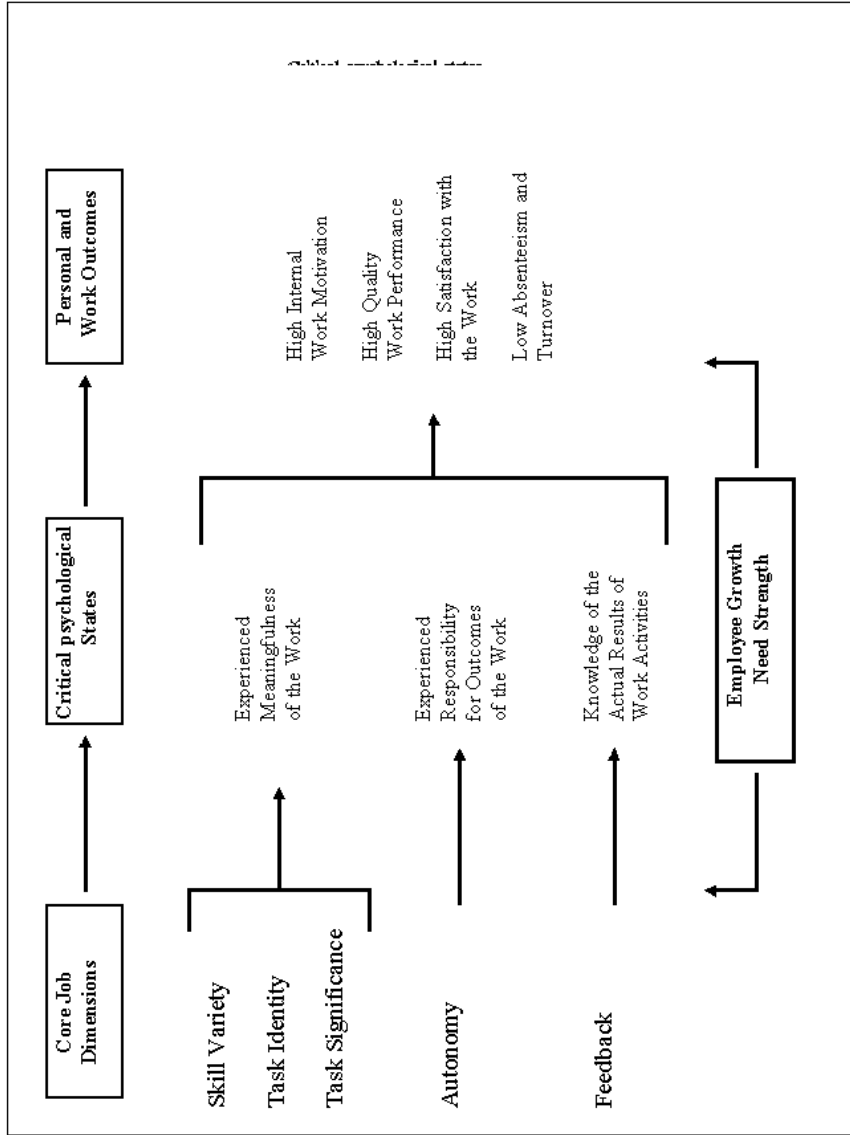 Core Job
Dimensions
Critical psychological
States
Personal and
Work Outcomes
Skill Variety
Task Identity
Task Significance
Experienced
Meaningfulness
of the Work
Autonomy
Experienced
Responsibility
for Outcomes
of the Work
Feedback
Knowledge of the
Actual Results of
Work Activities
High Internal
Work Motivation
High Quality
Work Performance
High Satisfaction with
the Work
Low Absenteeism and
Turnover
Employee Growth
Need Strength